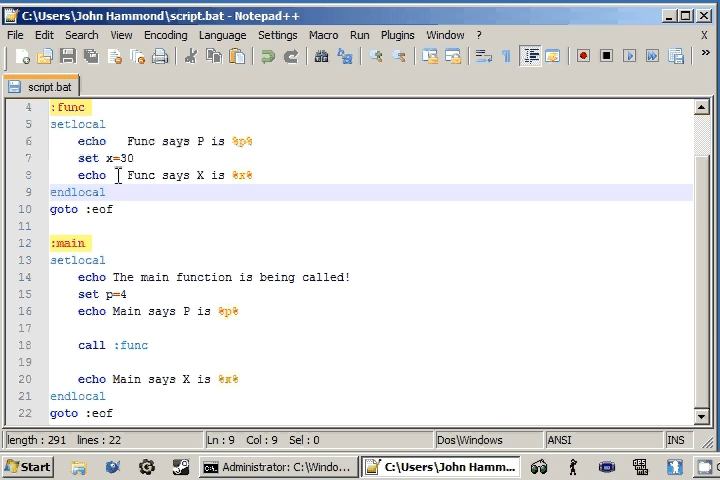 C:\Users\John Hammond\script.bat - Notepad++
File Edit Search View Encoding Language Settings Macro Run Plugins Window ? X
script.bat
4 :func
5 setlocal
6 echo   Func says P is %p%
7 set x=30
8 echo   Func says X is %x%
9 endlocal
10 goto :eof
11
12 :main
13 setlocal
14 echo The main function is being called!
15 set p=4
16 echo Main says P is %p%
17
18 call :func
19
20 echo Main says X is %x%
21 endlocal
22 goto :eof
length : 291 lines : 22 Ln : 9 Col : 9 Sel : 0 Dos\Windows ANSI INS
Start Administrator: C:\Windo... C:\Users\John Hamm...